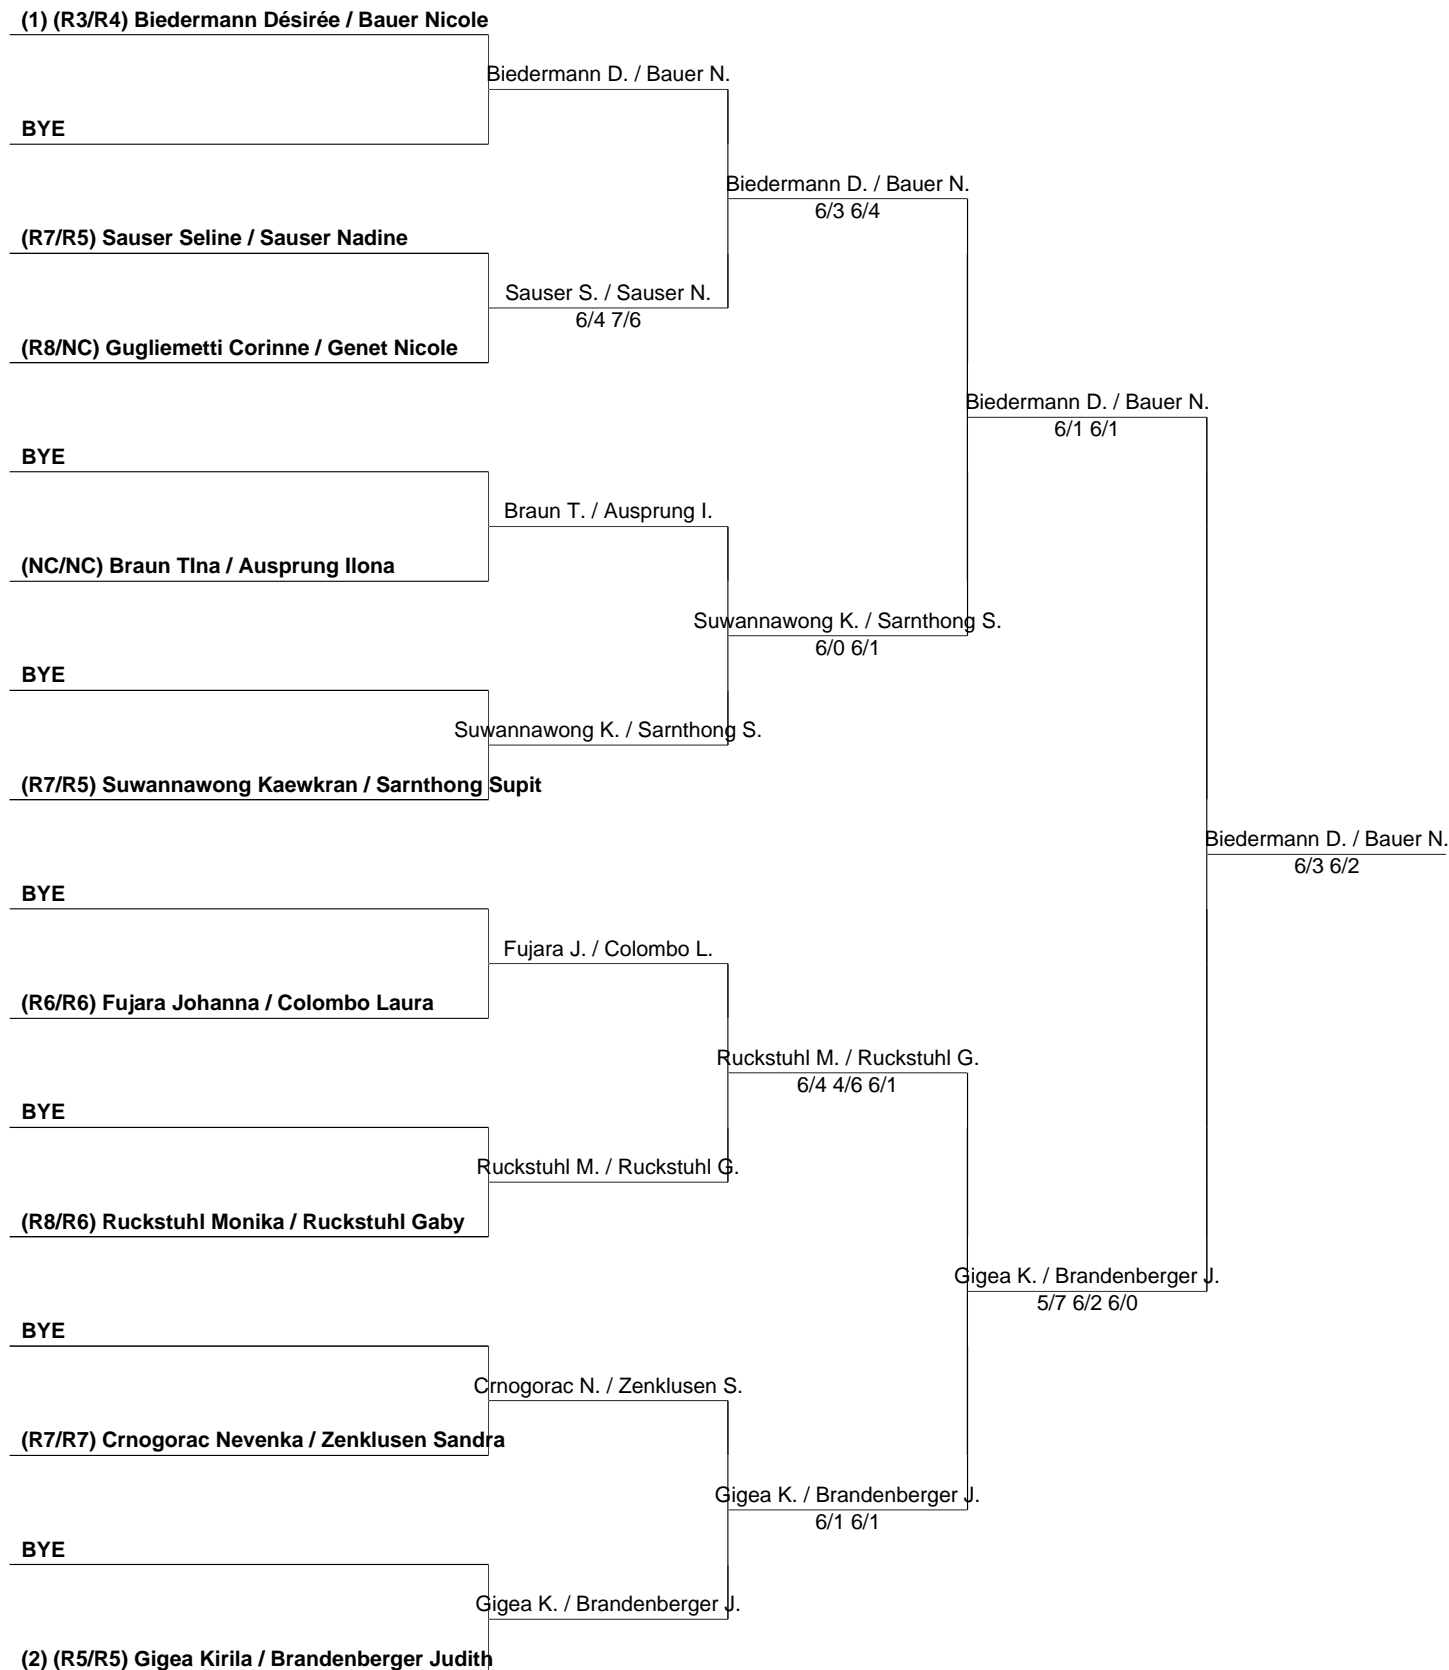 (1) (R3/R4) Biedermann Désirée / Bauer Nicole
Biedermann D. / Bauer N.
BYE
Biedermann D. / Bauer N.
6/3 6/4
(R7/R5) Sauser Seline / Sauser Nadine
Sauser S. / Sauser N.
6/4 7/6
(R8/NC) Gugliemetti Corinne / Genet Nicole
Biedermann D. / Bauer N.
6/1 6/1
BYE
Braun T. / Ausprung I.
(NC/NC) Braun TIna / Ausprung Ilona
Suwannawong K. / Sarnthong S.
6/0 6/1
BYE
Suwannawong K. / Sarnthong S.
(R7/R5) Suwannawong Kaewkran / Sarnthong Supit
Biedermann D. / Bauer N.
6/3 6/2
BYE
Fujara J. / Colombo L.
(R6/R6) Fujara Johanna / Colombo Laura
Ruckstuhl M. / Ruckstuhl G.
6/4 4/6 6/1
BYE
Ruckstuhl M. / Ruckstuhl G.
(R8/R6) Ruckstuhl Monika / Ruckstuhl Gaby
Gigea K. / Brandenberger J.
5/7 6/2 6/0
BYE
Crnogorac N. / Zenklusen S.
(R7/R7) Crnogorac Nevenka / Zenklusen Sandra
Gigea K. / Brandenberger J.
6/1 6/1
BYE
Gigea K. / Brandenberger J.
(2) (R5/R5) Gigea Kirila / Brandenberger Judith